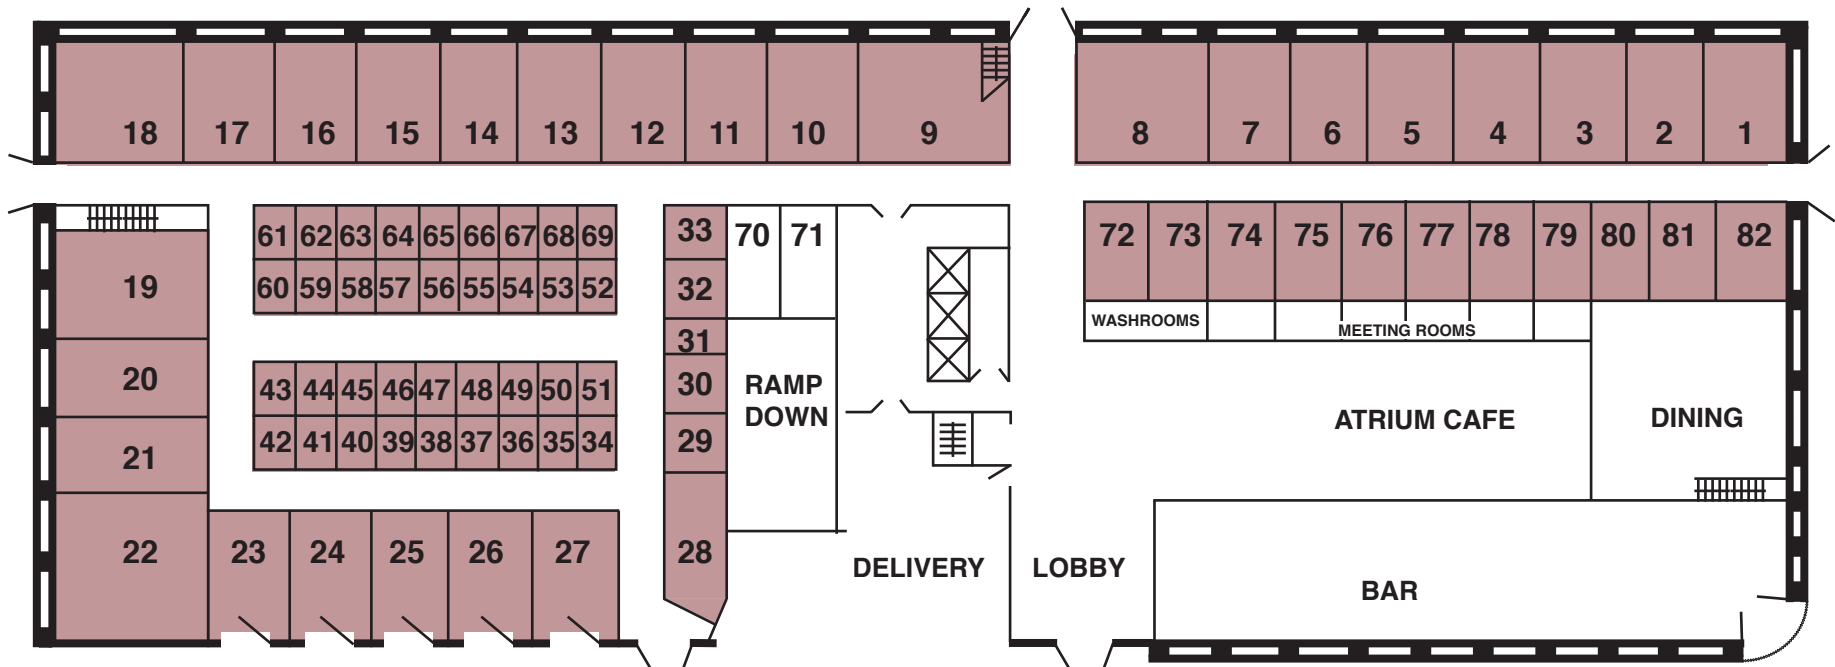 18 17 16 15 14 13 12 11 10 9 8 7 6 5 4 3 2 1
61 62 63 64 65 66 67 68 69 33 70 71 72 73 74 75 76 77 78 79 80 81 82
19 60 59 58 57 56 55 54 53 52 32
WASHROOMS
31 MEETING ROOMS
20 43 44 45 46 47 48 49 50 51 30 RAMP
DOWN ATRIUM CAFE DINING
21 42 41 40 39 38 37 36 35 34 29
22 23 24 25 26 27 28
DELIVERY LOBBY
BAR